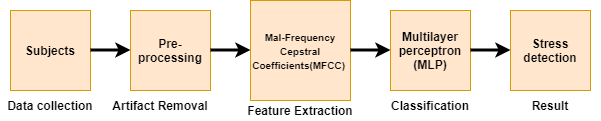 Subjects
Pre-
processing
Mal-Frequency
Cepstral
Coefficients(MFCC)
Multilayer
perceptron
(MLP)
Stress
detection
Data collection
Artifact Removal
Feature Extraction
Classification
Result